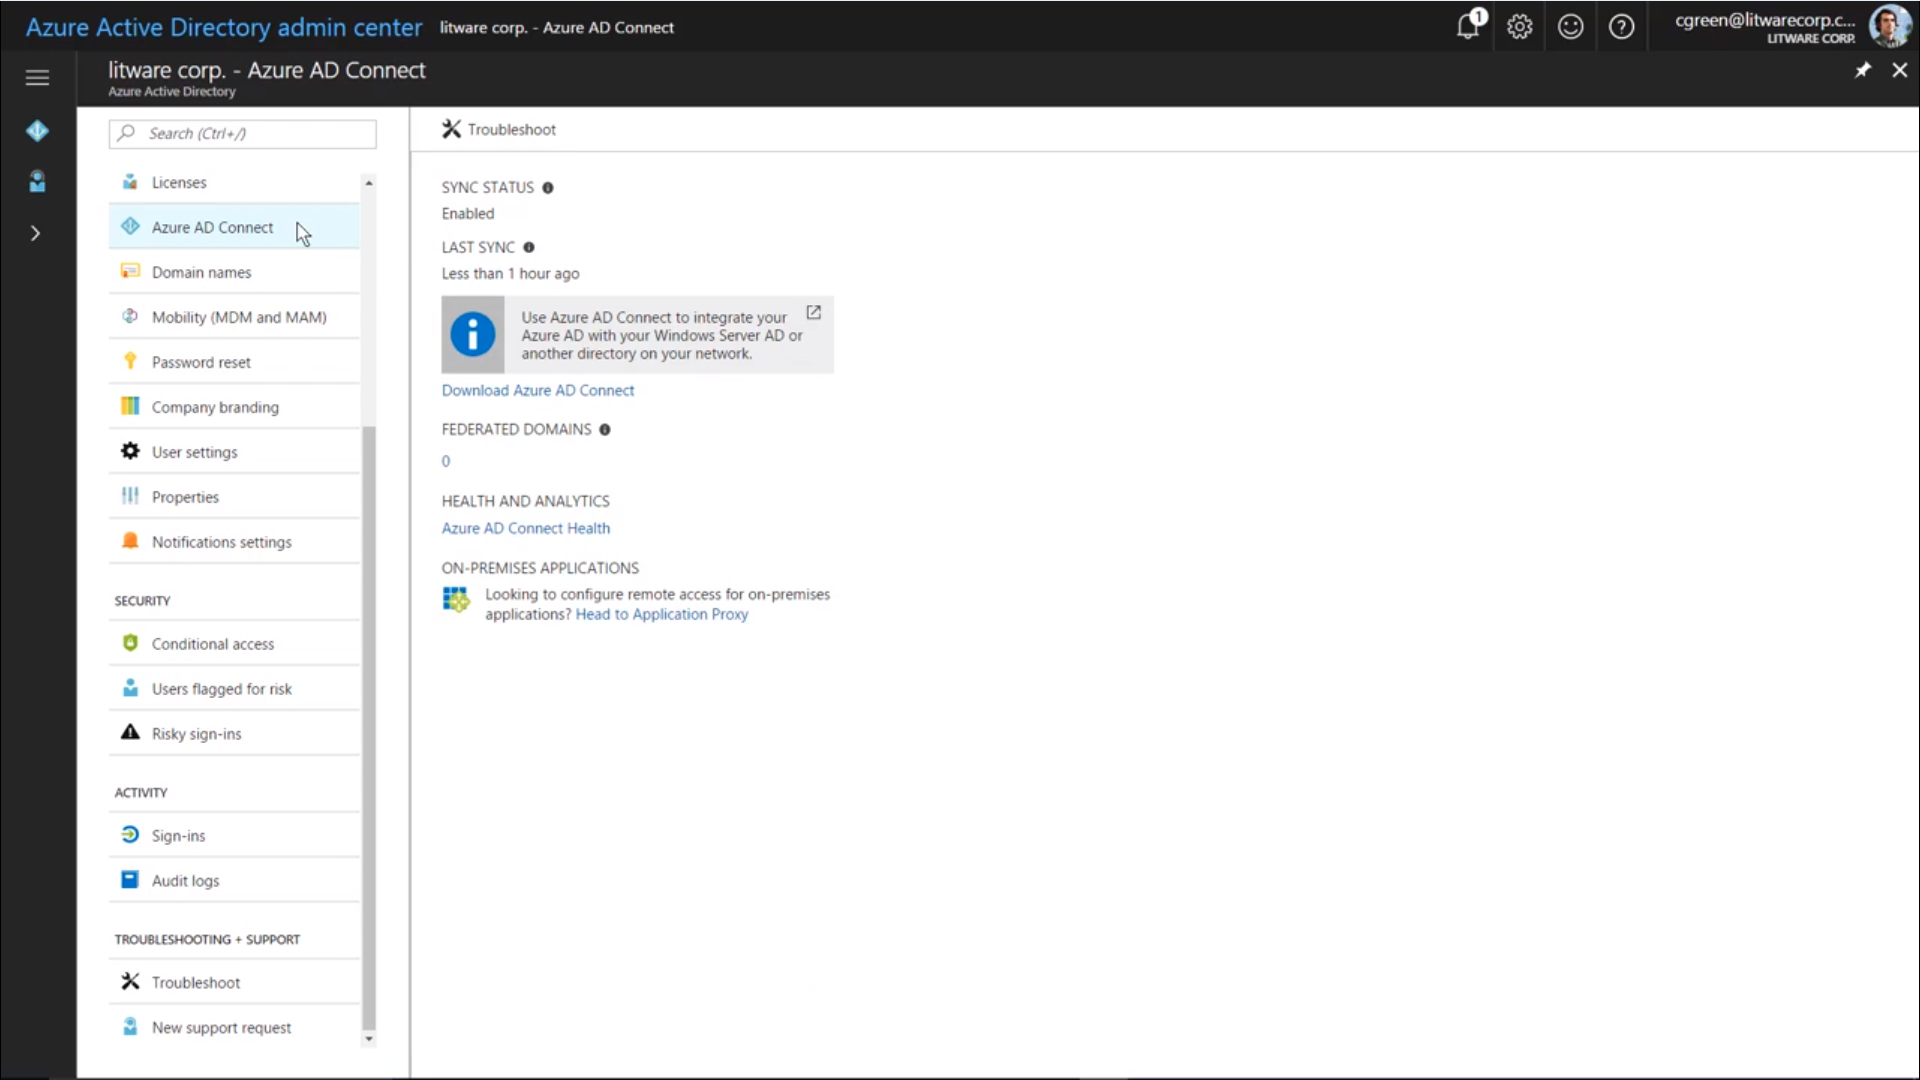 Azure Active Directory admin center
litware corp. - Azure AD Connect
1
cgreen@litwarecorp.c...
LITWARE CORP.
litware corp. - Azure AD Connect
Azure Active Directory
Search (Ctrl+/)
Licenses
Azure AD Connect
Domain names
Mobility (MDM and MAM)
Password reset
Company branding
User settings
Properties
Notifications settings
SECURITY
Conditional access
Users flagged for risk
Risky sign-ins
ACTIVITY
Sign-ins
Audit logs
TROUBLESHOOTING + SUPPORT
Troubleshoot
New support request
Troubleshoot
SYNC STATUS
Enabled
LAST SYNC
Less than 1 hour ago
Use Azure AD Connect to integrate your
Azure AD with your Windows Server AD or
another directory on your network.
Download Azure AD Connect
FEDERATED DOMAINS
0
HEALTH AND ANALYTICS
Azure AD Connect Health
ON-PREMISES APPLICATIONS
Looking to configure remote access for on-premises
applications? Head to Application Proxy